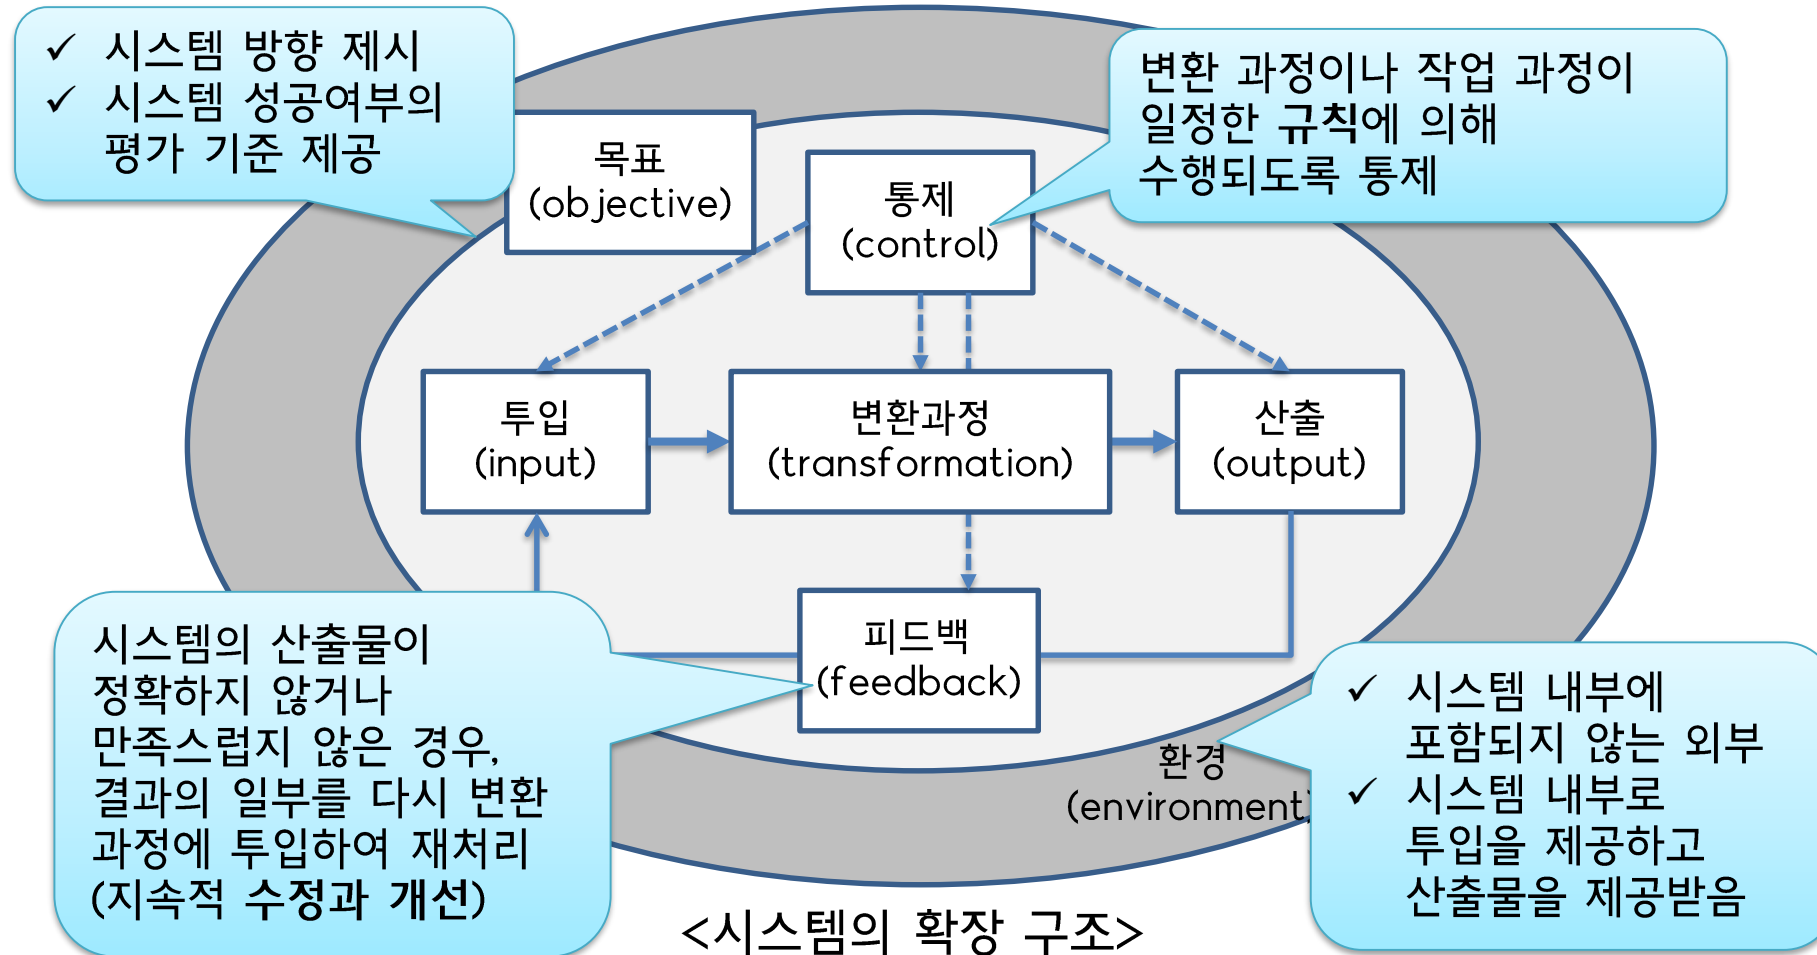 ✓ 시스템 방향 제시
✓ 시스템 성공여부의
평가 기준 제공
변환 과정이나 작업 과정이
일정한 규칙에 의해
수행되도록 통제
목표
(objective)
통제
(control)
투입
(input)
변환과정
(transformation)
산출
(output)
피드백
(feedback)
시스템의 산출물이
정확하지 않거나
만족스럽지 않은 경우,
결과의 일부를 다시 변환
과정에 투입하여 재처리
(지속적 수정과 개선)
환경
(environment)
✓ 시스템 내부에
포함되지 않는 외부
✓ 시스템 내부로
투입을 제공하고
산출물을 제공받음
<시스템의 확장 구조>